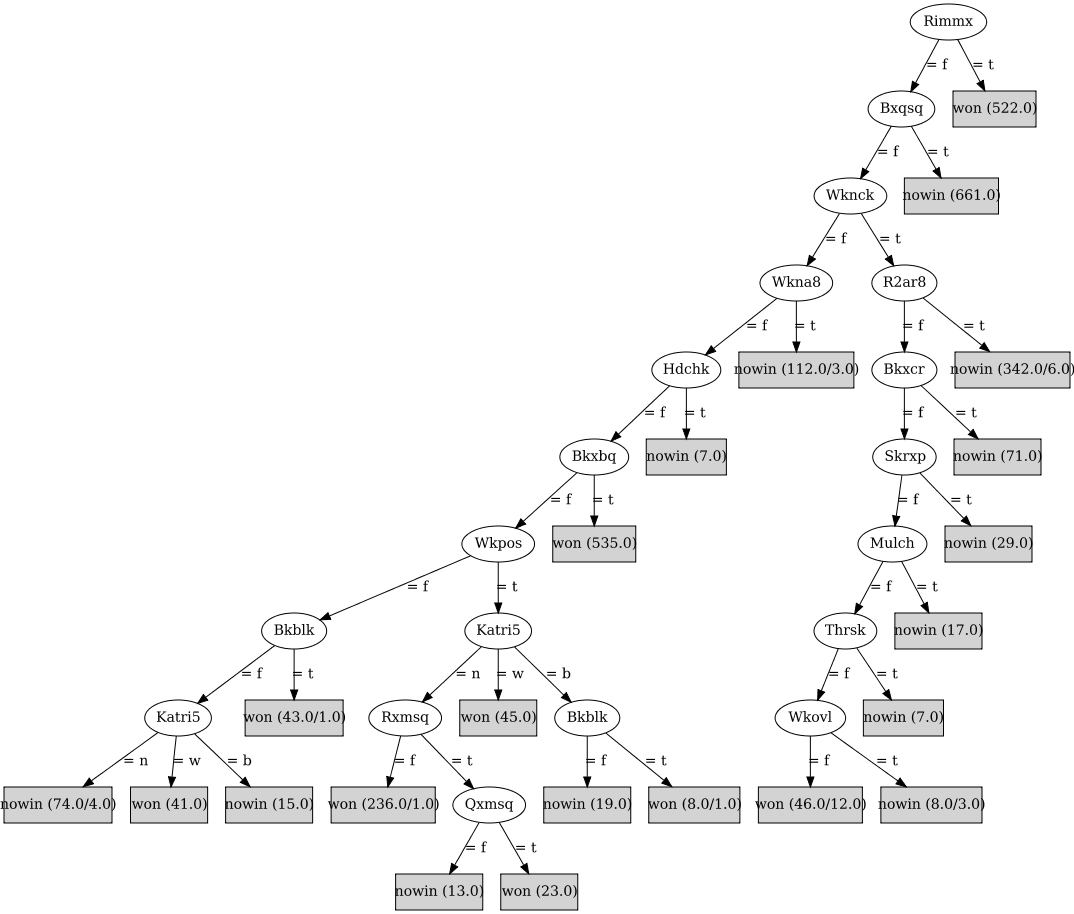 Rimmx
= f = t
Bxqsq won (522.0)
= f = t
Wknck nowin (661.0)
= f = t
Wkna8 R2ar8
= f = t = f = t
Hdchk nowin (112.0/3.0) Bkxcr nowin (342.0/6.0)
= f = t = f = t
Bkxbq nowin (7.0) Skrxp nowin (71.0)
= f = t = f = t
Wkpos won (535.0) Mulch nowin (29.0)
= f = t = f = t
Bkblk Katri5 Thrsk nowin (17.0)
= f = t = n = w = b = f = t
Katri5 won (43.0/1.0) Rxmsq won (45.0) Bkblk Wkovl nowin (7.0)
= n = w = b = f = t = f = t = f = t
nowin (74.0/4.0) won (41.0) nowin (15.0) won (236.0/1.0) Qxmsq nowin (19.0) won (8.0/1.0) won (46.0/12.0) nowin (8.0/3.0)
= f = t
nowin (13.0) won (23.0)